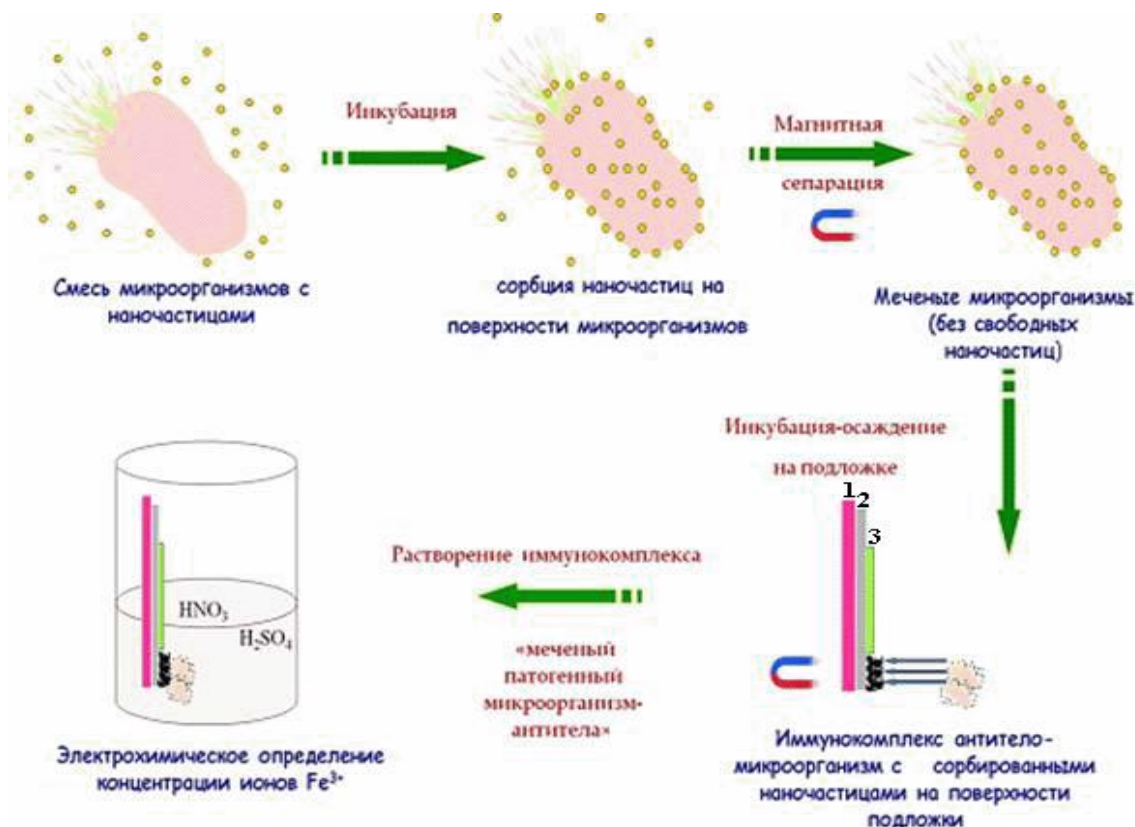 Инкубация
Магнитная
сепарация
Смесь микроорганизмов с
наночастицами
сорбция наночастиц на
поверхности микроорганизмов
Меченые микроорганизмы
(без свободных
наночастиц)
Инкубация-осаждение
на подложке
1 2
3
Растворение иммунокомплекса
«меченый
патогенный
микроорганизм-
антитела»
HNO₃
H₂SO₄
Иммунокомплекс антитело-
микроорганизм с сорбированными
наночастицами на поверхности
подложки
Электрохимическое определение
концентрации ионов Fe³⁺